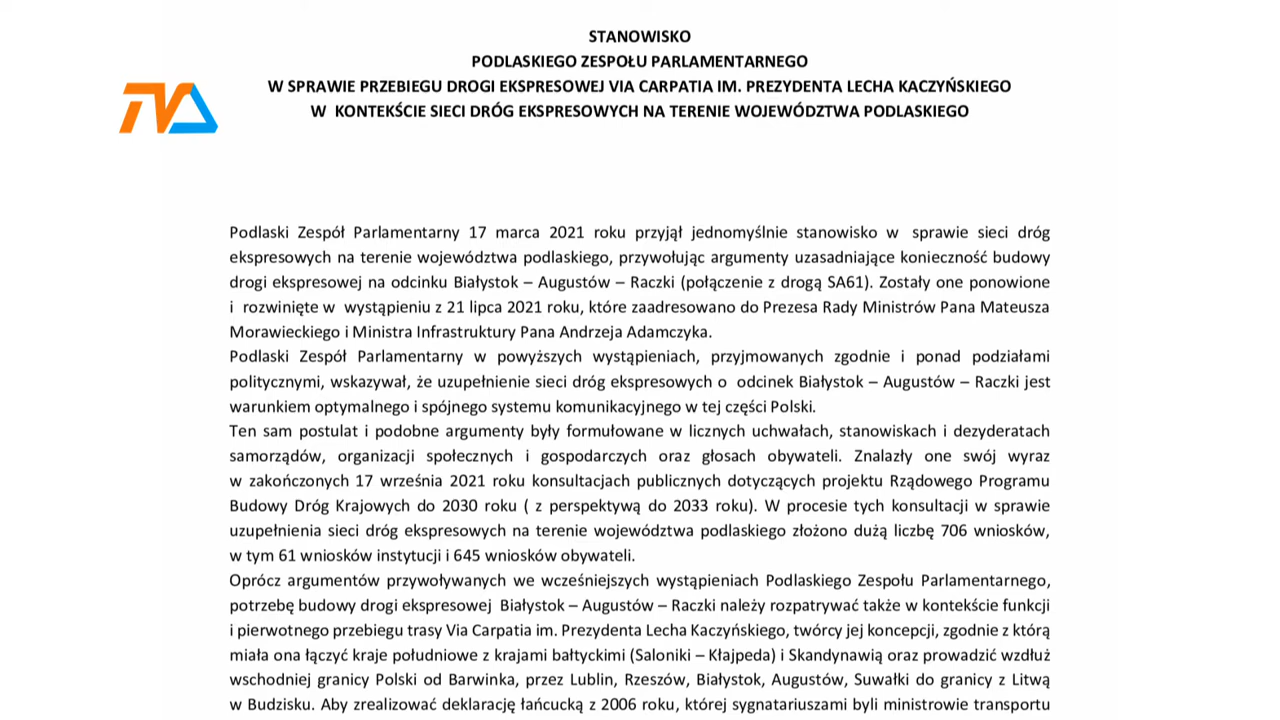 STANOWISKO
PODLASKIEGO ZESPOŁU PARLAMENTARNEGO
W SPRAWIE PRZEBIEGU DROGI EKSPRESOWEJ VIA CARPATIA IM. PREZYDENTA LECHA KACZYŃSKIEGO
W KONTEKŚCIE SIECI DRÓG EKSPRESOWYCH NA TERENIE WOJEWÓDZTWA PODLASKIEGO
Podlaski Zespół Parlamentarny 17 marca 2021 roku przyjął jednomyślnie stanowisko w sprawie sieci dróg
ekspresowych na terenie województwa podlaskiego, przywołując argumenty uzasadniające konieczność budowy
drogi ekspresowej na odcinku Białystok – Augustów – Raczki (połączenie z drogą SA61). Zostały one ponowione
i rozwinięte w wystąpieniu z 21 lipca 2021 roku, które zaadresowano do Prezesa Rady Ministrów Pana Mateusza
Morawieckiego i Ministra Infrastruktury Pana Andrzeja Adamczyka.
Podlaski Zespół Parlamentarny w powyższych wystąpieniach, przyjmowanych zgodnie i ponad podziałami
politycznymi, wskazywał, że uzupełnienie sieci dróg ekspresowych o odcinek Białystok – Augustów – Raczki jest
warunkiem optymalnego i spójnego systemu komunikacyjnego w tej części Polski.
Ten sam postulat i podobne argumenty były formułowane w licznych uchwałach, stanowiskach i dezyderatach
samorządów, organizacji społecznych i gospodarczych oraz głosach obywateli. Znalazły one swój wyraz
w zakończonych 17 września 2021 roku konsultacjach publicznych dotyczących projektu Rządowego Programu
Budowy Dróg Krajowych do 2030 roku ( z perspektywą do 2033 roku). W procesie tych konsultacji w sprawie
uzupełnienia sieci dróg ekspresowych na terenie województwa podlaskiego złożono dużą liczbę 706 wniosków,
w tym 61 wniosków instytucji i 645 wniosków obywateli.
Oprócz argumentów przywoływanych we wcześniejszych wystąpieniach Podlaskiego Zespołu Parlamentarnego,
potrzebę budowy drogi ekspresowej Białystok – Augustów – Raczki należy rozpatrywać także w kontekście funkcji
i pierwotnego przebiegu trasy Via Carpatia im. Prezydenta Lecha Kaczyńskiego, twórcy jej koncepcji, zgodnie z którą
miała ona łączyć kraje południowe z krajami bałtyckimi (Saloniki – Kłajpeda) i Skandynawią oraz prowadzić wzdłuż
wschodniej granicy Polski od Barwinka, przez Lublin, Rzeszów, Białystok, Augustów, Suwałki do granicy z Litwą
w Budzisku. Aby zrealizować deklarację łańcucką z 2006 roku, której sygnatariuszami byli ministrowie transportu